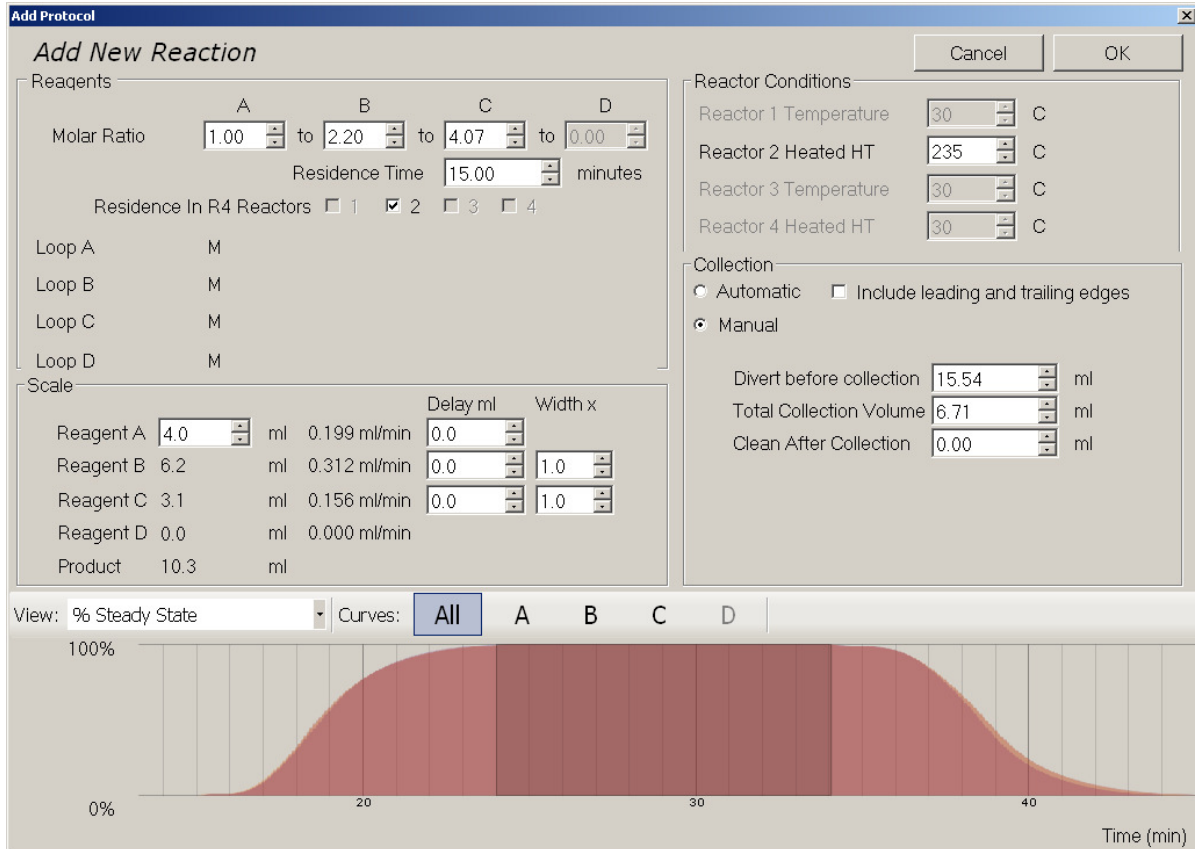 Add Protocol
Add New Reaction
Cancel OK
Reagents
A B C D
Molar Ratio 1.00 to 2.20 to 4.07 to 0.00
Residence Time 15.00 minutes
Residence In R4 Reactors 1 2 3 4
Loop A M
Loop B M
Loop C M
Loop D M
Scale
Delay ml Width x
Reagent A 4.0 ml 0.199 ml/min 0.0
Reagent B 6.2 ml 0.312 ml/min 0.0 1.0
Reagent C 3.1 ml 0.156 ml/min 0.0 1.0
Reagent D 0.0 ml 0.000 ml/min
Product 10.3 ml
Reactor Conditions
Reactor 1 Temperature 30 C
Reactor 2 Heated HT 235 C
Reactor 3 Temperature 30 C
Reactor 4 Heated HT 30 C
Collection
Automatic Include leading and trailing edges
Manual
Divert before collection 15.54 ml
Total Collection Volume 6.71 ml
Clean After Collection 0.00 ml
View: % Steady State Curves: All A B C D
100%
0%
20 30 40
Time (min)